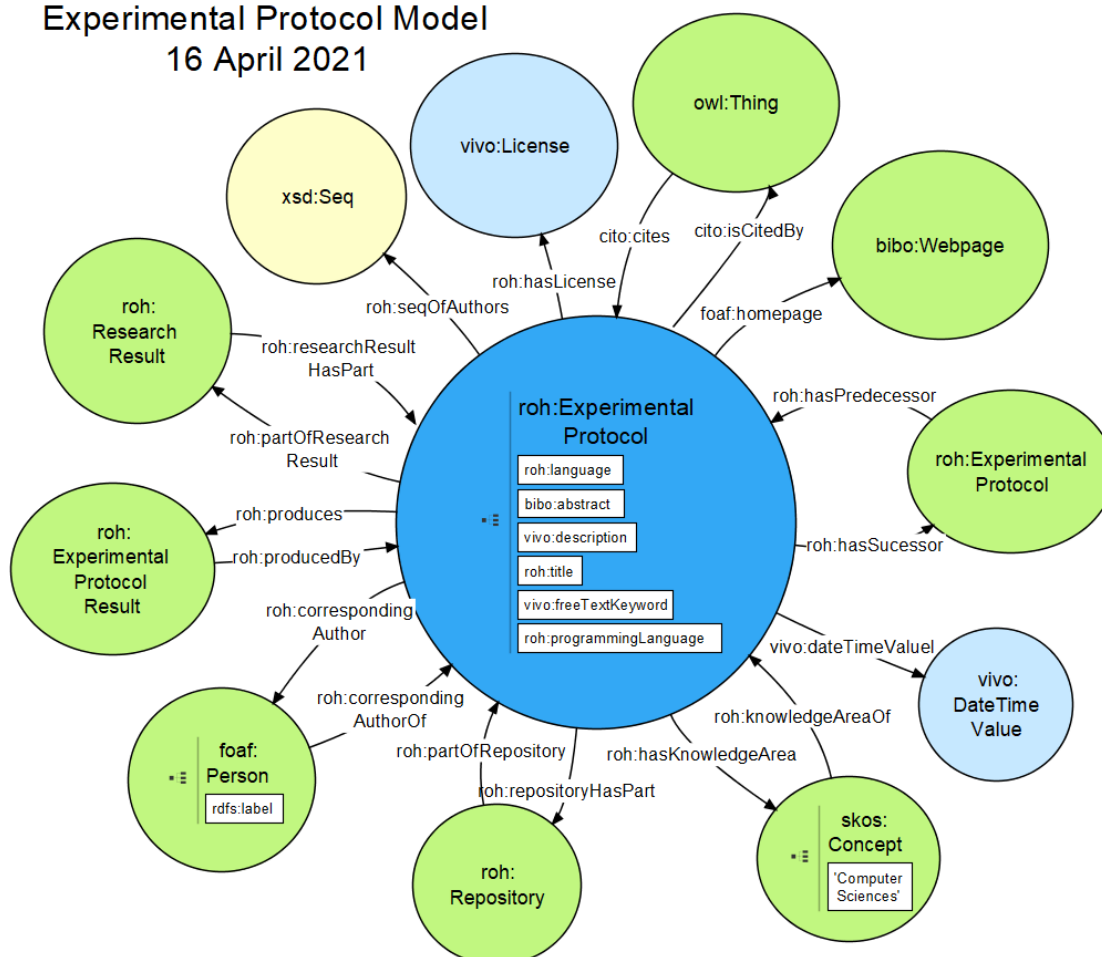 Experimental Protocol Model
16 April 2021
owl:Thing
vivo:License
xsd:Seq
cito:cites
cito:isCitedBy
bibo:Webpage
roh:hasLicense
roh:seqOfAuthors
foaf:homepage
roh:
Research
Result
roh:researchResult
HasPart
roh:hasPredecessor
roh:Experimental
Protocol
roh:language
bibo:abstract
vivo:description
roh:title
vivo:freeTextKeyword
roh:programmingLanguage
roh:partOfResearch
Result
roh:Experimental
Protocol
roh:produces
roh:producedBy
roh:
Experimental
Protocol
Result
roh:hasSucessor
roh:corresponding
Author
vivo:dateTimeValueI
roh:corresponding
AuthorOf
vivo:
DateTime
Value
roh:knowledgeAreaOf
roh:partOfRepository
roh:hasKnowledgeArea
foaf:
Person
rdfs:label
roh:repositoryHasPart
skos:
Concept
'Computer
Sciences'
roh:
Repository